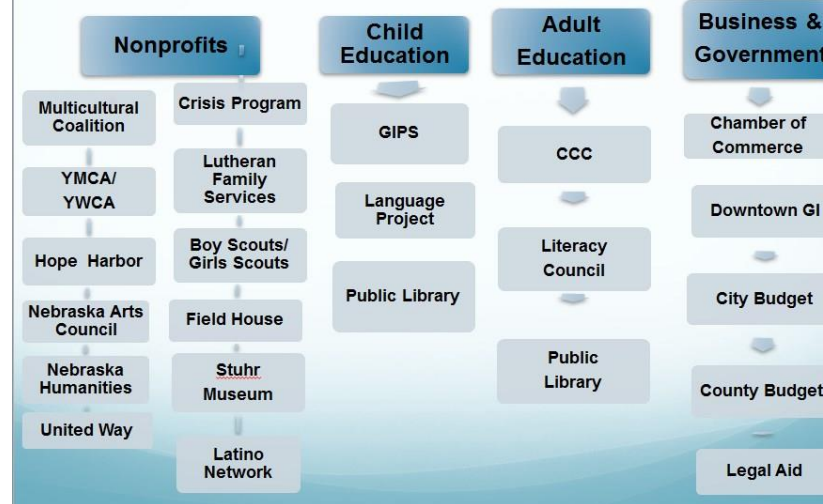 Nonprofits
Multicultural
Coalition
YMCA/
YWCA
Hope Harbor
Nebraska Arts
Council
Nebraska
Humanities
United Way
Crisis Program
Lutheran
Family
Services
Boy Scouts/
Girls Scouts
Field House
Stuhr
Museum
Latino
Network
Child
Education
GIPS
Language
Project
Public Library
Adult
Education
CCC
Literacy
Council
Public
Library
Business &
Government
Chamber of
Commerce
Downtown GI
City Budget
County Budget
Legal Aid